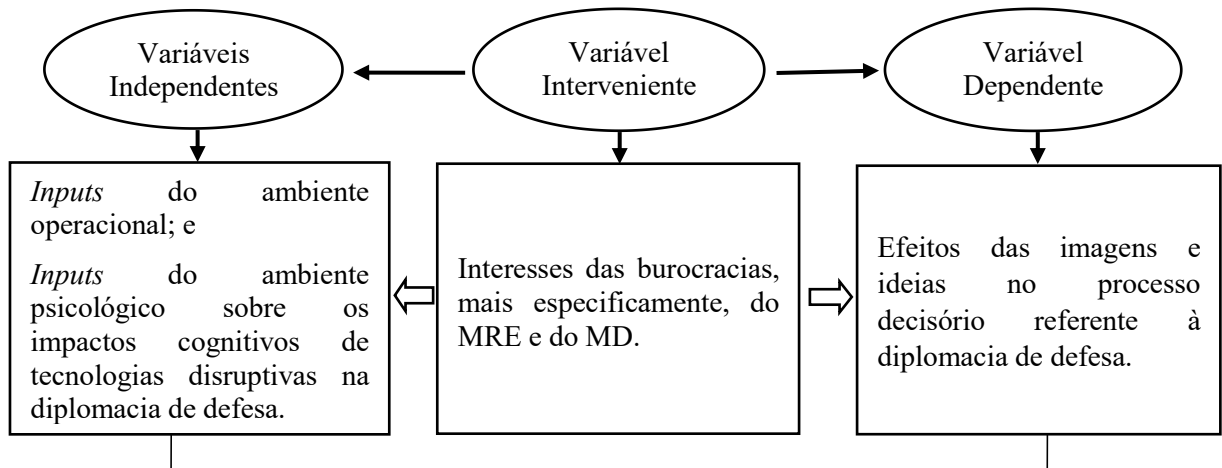 Variáveis
Independentes
Variável
Interveniente
Variável
Dependente
Inputs do ambiente
operacional; e
Inputs do ambiente
psicológico sobre os
impactos cognitivos de
tecnologias disruptivas na
diplomacia de defesa.
Interesses das burocracias,
mais especificamente, do
MRE e do MD.
Efeitos das imagens e
ideias no processo
decisório referente à
diplomacia de defesa.